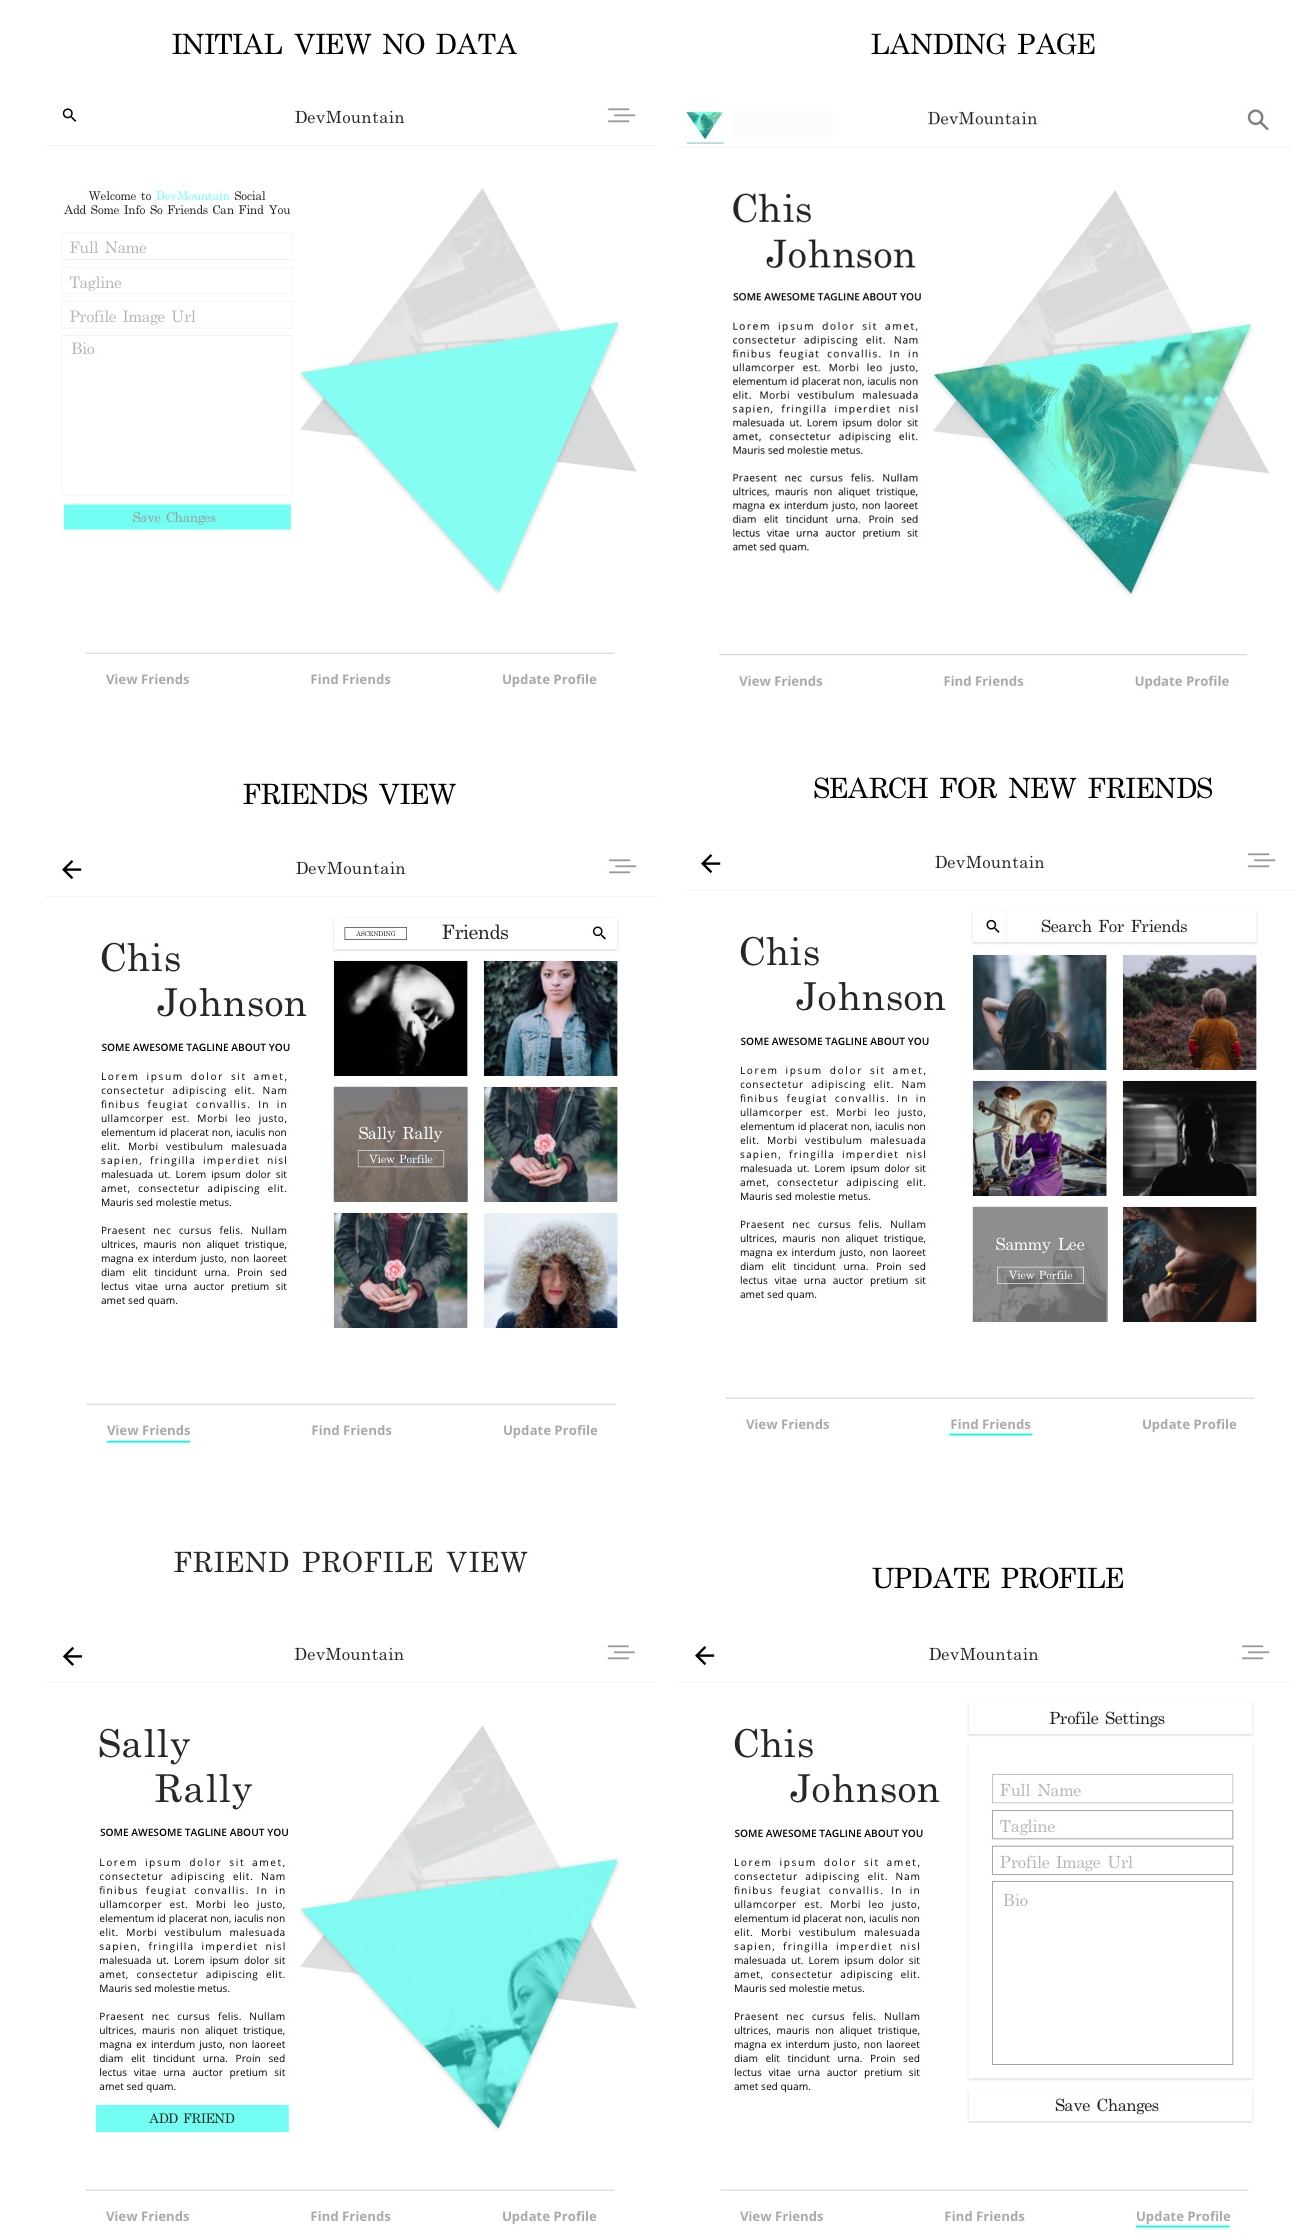 INITIAL VIEW NO DATA
DevMountain
Welcome to DevMountain Social
Add Some Info So Friends Can Find You
Full Name
Tagline
Profile Image Url
Bio
Save Changes
View Friends Find Friends Update Profile
LANDING PAGE
DevMountain
Chis
Johnson
SOME AWESOME TAGLINE ABOUT YOU
Lorem ipsum dolor sit amet,
consectetur adipiscing elit. Nam
finibus feugiat convallis. In in
ullamcorper est. Morbi leo justo,
elementum id placerat non, iaculis non
elit. Morbi vestibulum malesuada
sapien, fringilla imperdiet nisl
malesuada ut. Lorem ipsum dolor sit
amet, consectetur adipiscing elit.
Mauris sed molestie metus.
Praesent nec cursus felis. Nullam
ultrices, mauris non aliquet tristique,
magna ex interdum justo, non laoreet
diam elit tincidunt urna. Proin sed
lectus vitae urna auctor pretium sit
amet sed quam.
View Friends Find Friends Update Profile
FRIENDS VIEW
DevMountain
Chis
Johnson
SOME AWESOME TAGLINE ABOUT YOU
Lorem ipsum dolor sit amet,
consectetur adipiscing elit. Nam
finibus feugiat convallis. In in
ullamcorper est. Morbi leo justo,
elementum id placerat non, iaculis non
elit. Morbi vestibulum malesuada
sapien, fringilla imperdiet nisl
malesuada ut. Lorem ipsum dolor sit
amet, consectetur adipiscing elit.
Mauris sed molestie metus.
Praesent nec cursus felis. Nullam
ultrices, mauris non aliquet tristique,
magna ex interdum justo, non laoreet
diam elit tincidunt urna. Proin sed
lectus vitae urna auctor pretium sit
amet sed quam.
ASCENDING Friends
Sally Rally
View Porfile
View Friends Find Friends Update Profile
SEARCH FOR NEW FRIENDS
DevMountain
Chis
Johnson
SOME AWESOME TAGLINE ABOUT YOU
Lorem ipsum dolor sit amet,
consectetur adipiscing elit. Nam
finibus feugiat convallis. In in
ullamcorper est. Morbi leo justo,
elementum id placerat non, iaculis non
elit. Morbi vestibulum malesuada
sapien, fringilla imperdiet nisl
malesuada ut. Lorem ipsum dolor sit
amet, consectetur adipiscing elit.
Mauris sed molestie metus.
Praesent nec cursus felis. Nullam
ultrices, mauris non aliquet tristique,
magna ex interdum justo, non laoreet
diam elit tincidunt urna. Proin sed
lectus vitae urna auctor pretium sit
amet sed quam.
Search For Friends
Sammy Lee
View Porfile
View Friends Find Friends Update Profile
FRIEND PROFILE VIEW
DevMountain
Sally
Rally
SOME AWESOME TAGLINE ABOUT YOU
Lorem ipsum dolor sit amet,
consectetur adipiscing elit. Nam
finibus feugiat convallis. In in
ullamcorper est. Morbi leo justo,
elementum id placerat non, iaculis non
elit. Morbi vestibulum malesuada
sapien, fringilla imperdiet nisl
malesuada ut. Lorem ipsum dolor sit
amet, consectetur adipiscing elit.
Mauris sed molestie metus.
Praesent nec cursus felis. Nullam
ultrices, mauris non aliquet tristique,
magna ex interdum justo, non laoreet
diam elit tincidunt urna. Proin sed
lectus vitae urna auctor pretium sit
amet sed quam.
ADD FRIEND
View Friends Find Friends Update Profile
UPDATE PROFILE
DevMountain
Chis
Johnson
SOME AWESOME TAGLINE ABOUT YOU
Lorem ipsum dolor sit amet,
consectetur adipiscing elit. Nam
finibus feugiat convallis. In in
ullamcorper est. Morbi leo justo,
elementum id placerat non, iaculis non
elit. Morbi vestibulum malesuada
sapien, fringilla imperdiet nisl
malesuada ut. Lorem ipsum dolor sit
amet, consectetur adipiscing elit.
Mauris sed molestie metus.
Praesent nec cursus felis. Nullam
ultrices, mauris non aliquet tristique,
magna ex interdum justo, non laoreet
diam elit tincidunt urna. Proin sed
lectus vitae urna auctor pretium sit
amet sed quam.
Profile Settings
Full Name
Tagline
Profile Image Url
Bio
Save Changes
View Friends Find Friends Update Profile